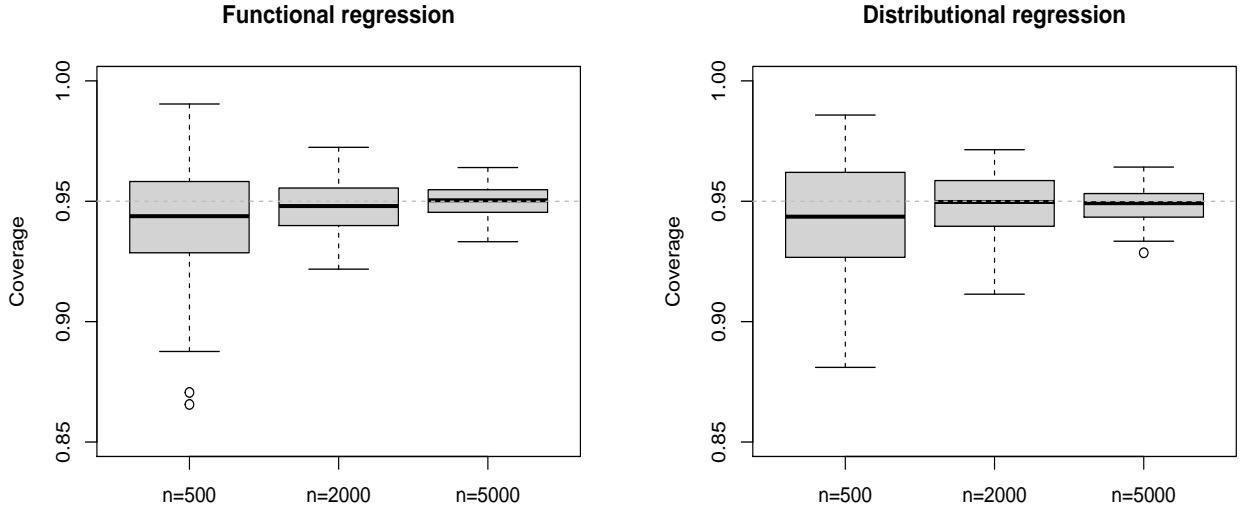 Functional regression
Coverage
1.00
0.95
0.90
0.85
n=500
n=2000
n=5000
Distributional regression
Coverage
1.00
0.95
0.90
0.85
n=500
n=2000
n=5000